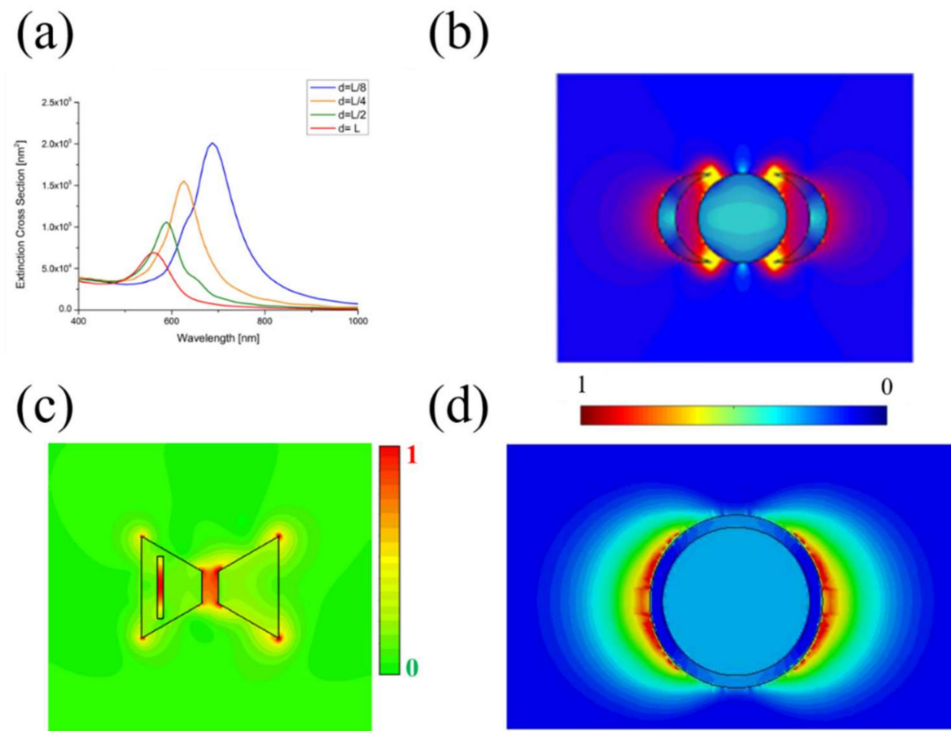 (a)
(b)
d=L/8
d=L/4
d=L/2
d= L
2.5x10⁵
2.0x10⁵
1.5x10⁵
1.0x10⁵
5.0x10⁴
0.0
Extinction Cross Section [nm²]
400
600
800
1000
Wavelength [nm]
1
0
(c)
(d)
1
0